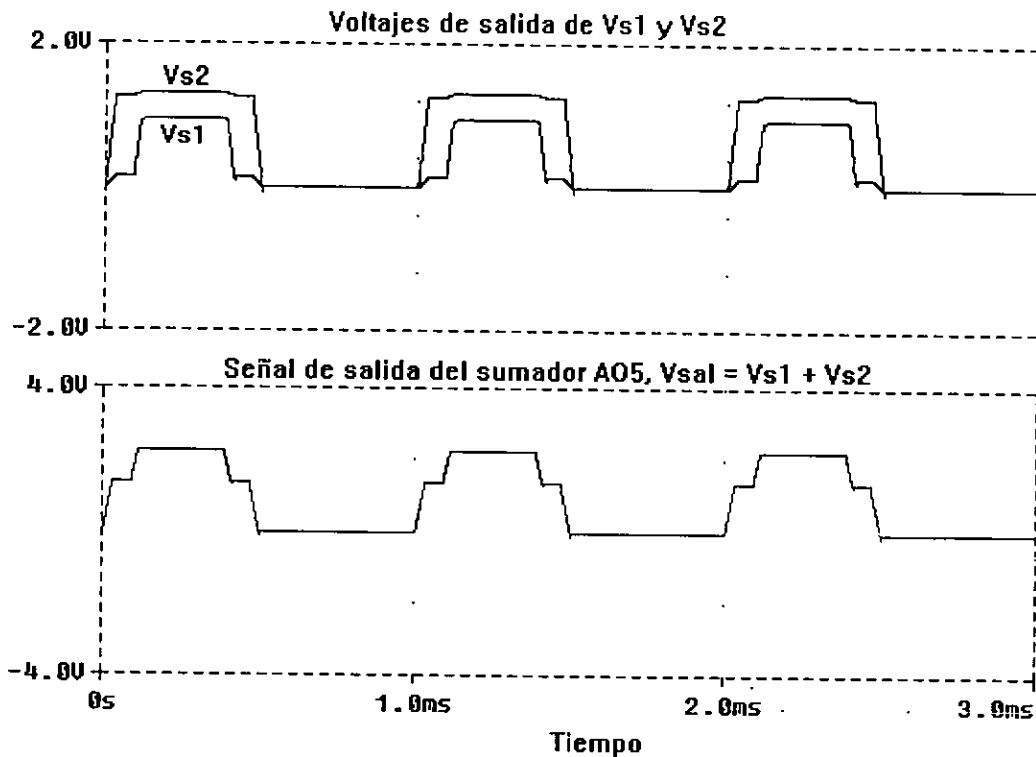 Voltajes de salida de Vs1 y Vs2
2.0V
Vs2
Vs1
-2.0V
Señal de salida del sumador AO5, Vsal = Vs1 + Vs2
4.0V
-4.0V
0s
1.0ms
2.0ms
3.0ms
Tiempo